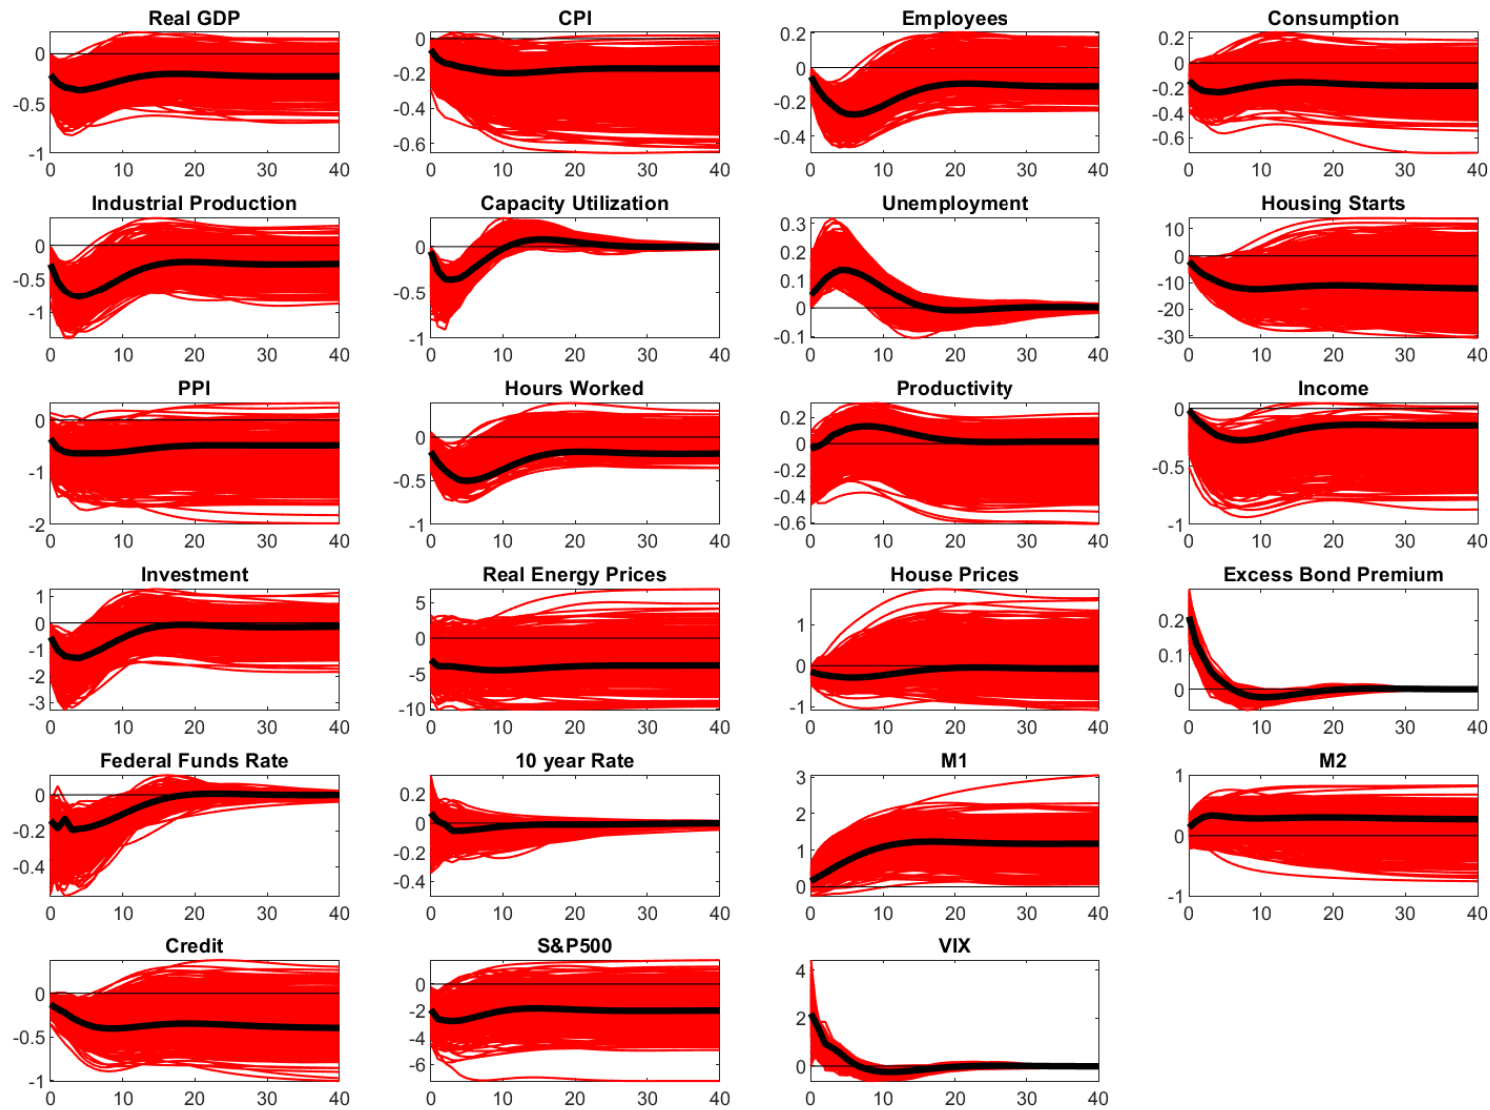 Real GDP
0
-0.5
-1
0 10 20 30 40
CPI
0
-0.2
-0.4
-0.6
0 10 20 30 40
Employees
0.2
0
-0.2
-0.4
0 10 20 30 40
Consumption
0.2
0
-0.2
-0.4
-0.6
0 10 20 30 40
Industrial Production
0
-0.5
-1
0 10 20 30 40
Capacity Utilization
0
-0.5
-1
0 10 20 30 40
Unemployment
0.3
0.2
0.1
0
-0.1
0 10 20 30 40
Housing Starts
10
0
-10
-20
-30
0 10 20 30 40
PPI
0
-1
-2
0 10 20 30 40
Hours Worked
0
-0.5
-1
0 10 20 30 40
Productivity
0.2
0
-0.2
-0.4
-0.6
0 10 20 30 40
Income
0
-0.5
-1
0 10 20 30 40
Investment
1
0
-1
-2
-3
0 10 20 30 40
Real Energy Prices
5
0
-5
-10
0 10 20 30 40
House Prices
1
0
-1
0 10 20 30 40
Excess Bond Premium
0.2
0.1
0
0 10 20 30 40
Federal Funds Rate
0
-0.2
-0.4
0 10 20 30 40
10 year Rate
0.2
0
-0.2
-0.4
0 10 20 30 40
M1
3
2
1
0
0 10 20 30 40
M2
1
0
-1
0 10 20 30 40
Credit
0
-0.5
-1
0 10 20 30 40
S&P500
0
-2
-4
-6
0 10 20 30 40
VIX
4
2
0
0 10 20 30 40